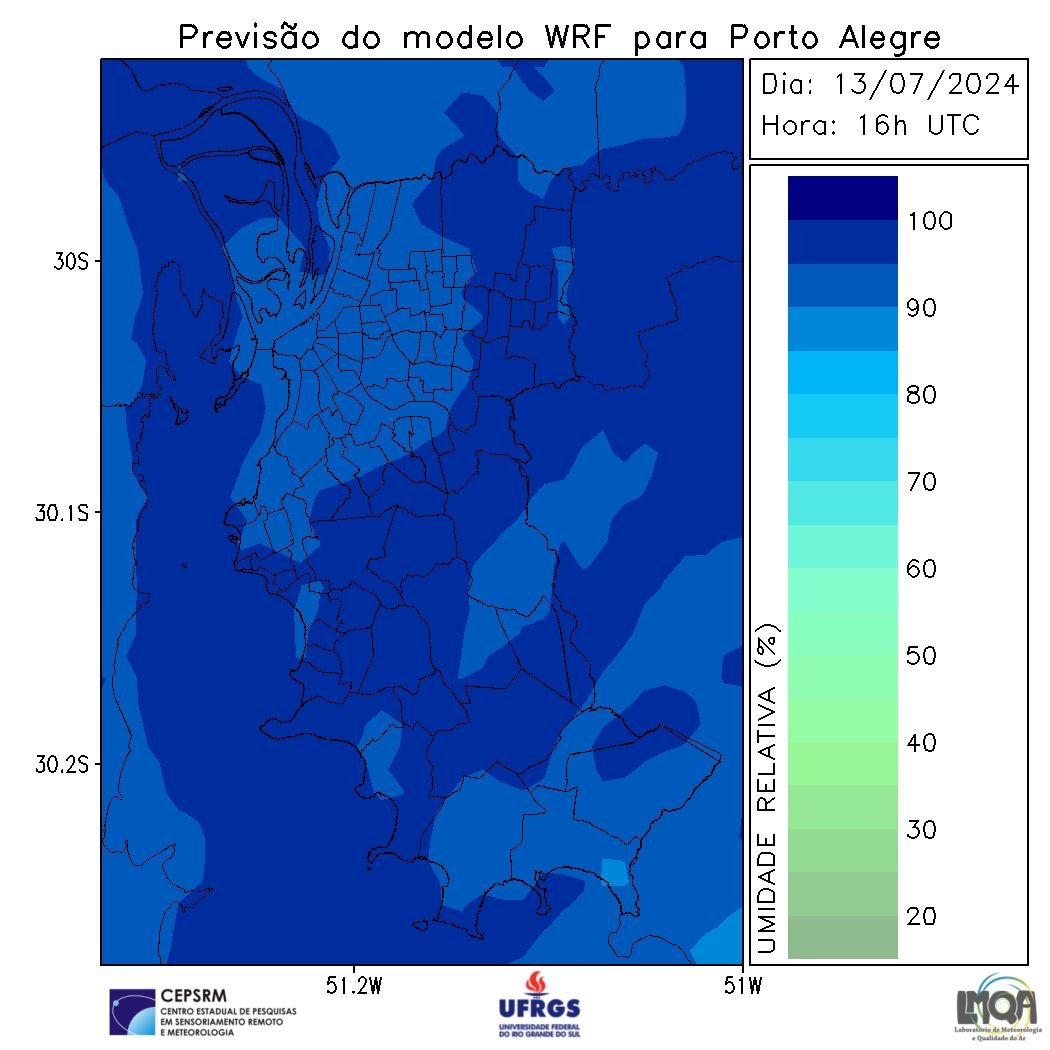 Previsão do modelo WRF para Porto Alegre
Dia: 13/07/2024
Hora: 16h UTC
30S
30.1S
30.2S
51.2W
51W
100
90
80
70
60
50
40
30
20
UMIDADE RELATIVA (%)
CEPSRM
CENTRO ESTADUAL DE PESQUISAS
EM SENSORIAMENTO REMOTO
E METEOROLOGIA
UFRGS
UNIVERSIDADE FEDERAL
DO RIO GRANDE DO SUL
LMQA
Laboratório de Meteorologia
e Qualidade do Ar